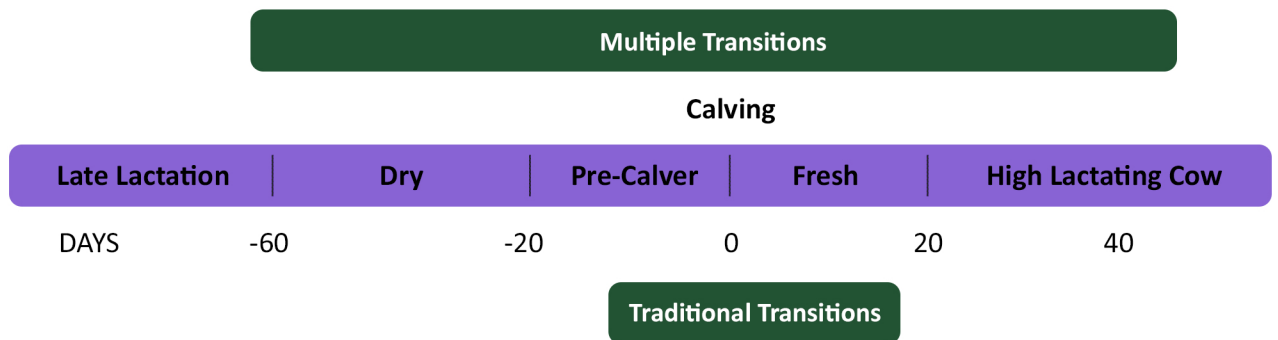 Multiple Transitions
Calving
Late Lactation Dry Pre-Calver Fresh High Lactating Cow
DAYS -60 -20 0 20 40
Traditional Transitions